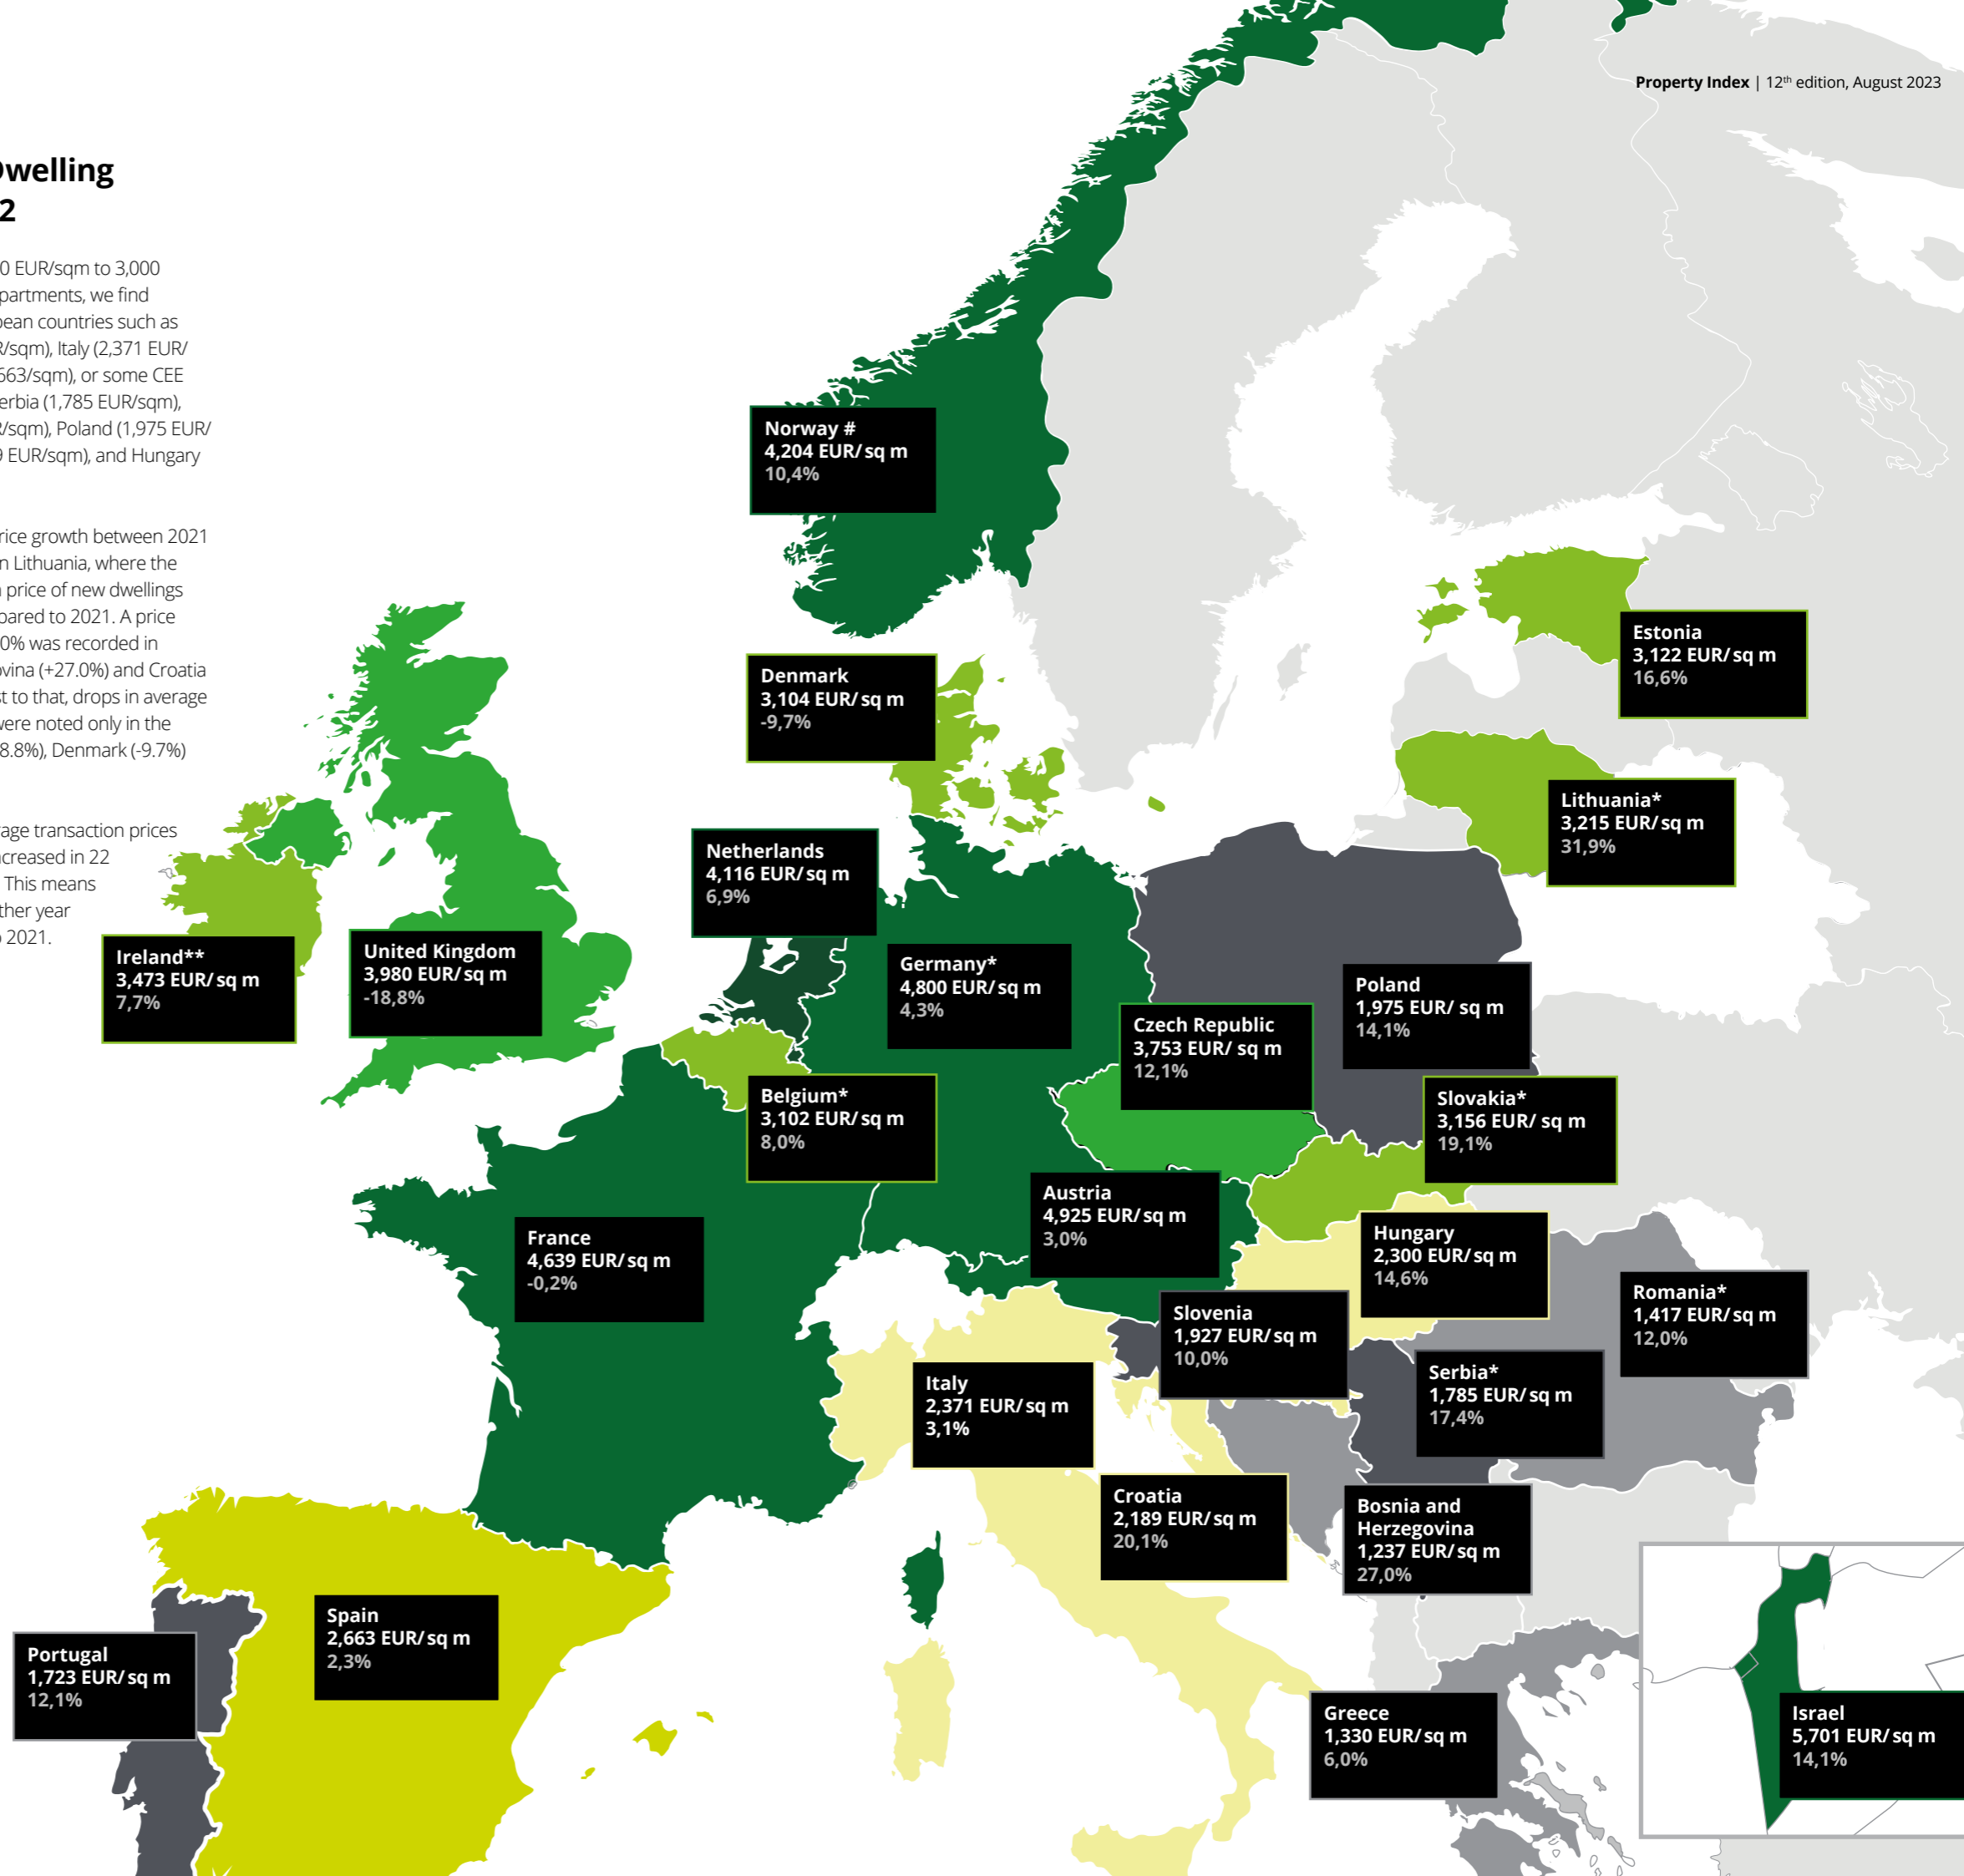 Property Index | 12th edition, August 2023
Dwelling
2
0 EUR/sqm to 3,000
partments, we find
pean countries such as
R/sqm), Italy (2,371 EUR/
663/sqm), or some CEE
erbia (1,785 EUR/sqm),
R/sqm), Poland (1,975 EUR/
9 EUR/sqm), and Hungary
rice growth between 2021
n Lithuania, where the
price of new dwellings
pared to 2021. A price
0% was recorded in
ovina (+27.0%) and Croatia
st to that, drops in average
were noted only in the
8.8%), Denmark (-9.7%)
rage transaction prices
ncreased in 22
This means
ther year
2021.
Norway #
4,204 EUR/sq m
10,4%
Denmark
3,104 EUR/sq m
-9,7%
Estonia
3,122 EUR/sq m
16,6%
Lithuania*
3,215 EUR/sq m
31,9%
Netherlands
4,116 EUR/sq m
6,9%
Ireland**
3,473 EUR/sq m
7,7%
United Kingdom
3,980 EUR/sq m
-18,8%
Germany*
4,800 EUR/sq m
4,3%
Poland
1,975 EUR/ sq m
14,1%
Czech Republic
3,753 EUR/ sq m
12,1%
Belgium*
3,102 EUR/sq m
8,0%
Slovakia*
3,156 EUR/ sq m
19,1%
Austria
4,925 EUR/sq m
3,0%
France
4,639 EUR/sq m
-0,2%
Hungary
2,300 EUR/sq m
14,6%
Romania*
1,417 EUR/sq m
12,0%
Slovenia
1,927 EUR/sq m
10,0%
Serbia*
1,785 EUR/sq m
17,4%
Italy
2,371 EUR/sq m
3,1%
Croatia
2,189 EUR/sq m
20,1%
Bosnia and
Herzegovina
1,237 EUR/sq m
27,0%
Spain
2,663 EUR/sq m
2,3%
Portugal
1,723 EUR/sq m
12,1%
Greece
1,330 EUR/sq m
6,0%
Israel
5,701 EUR/sq m
14,1%